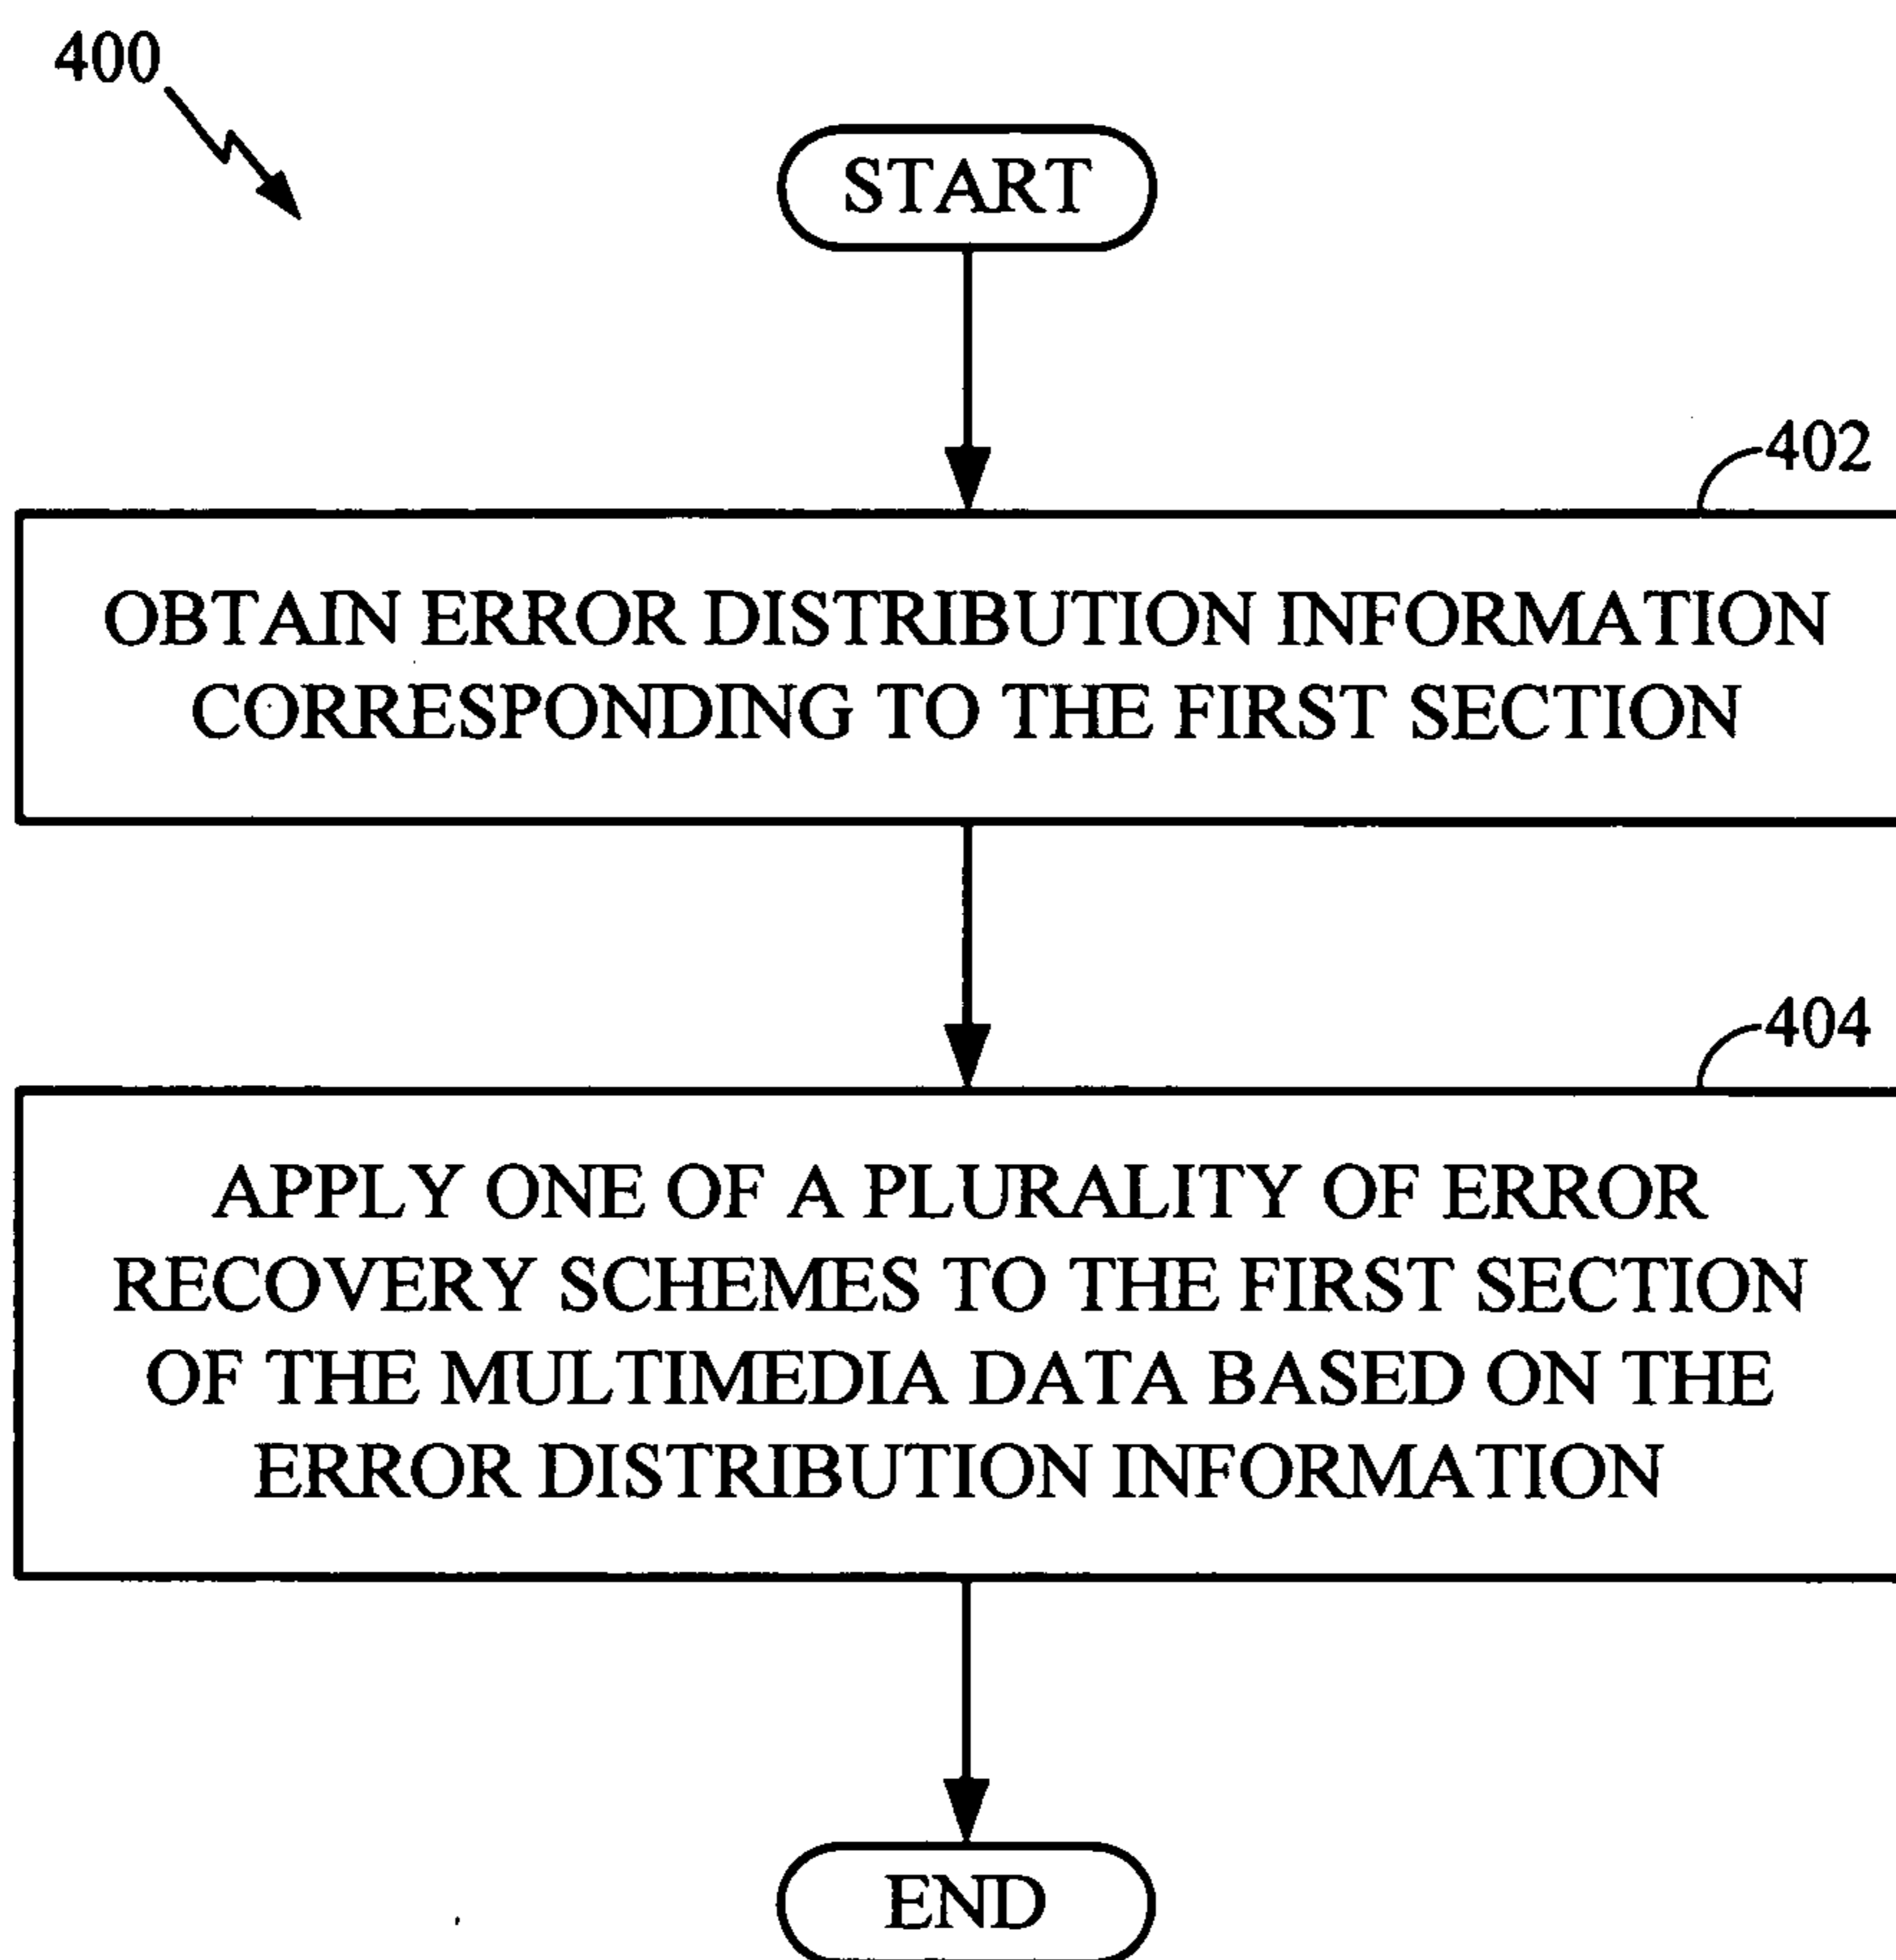 400
START
402
OBTAIN ERROR DISTRIBUTION INFORMATION
CORRESPONDING TO THE FIRST SECTION
404
APPLY ONE OF A PLURALITY OF ERROR
RECOVERY SCHEMES TO THE FIRST SECTION
OF THE MULTIMEDIA DATA BASED ON THE
ERROR DISTRIBUTION INFORMATION
END